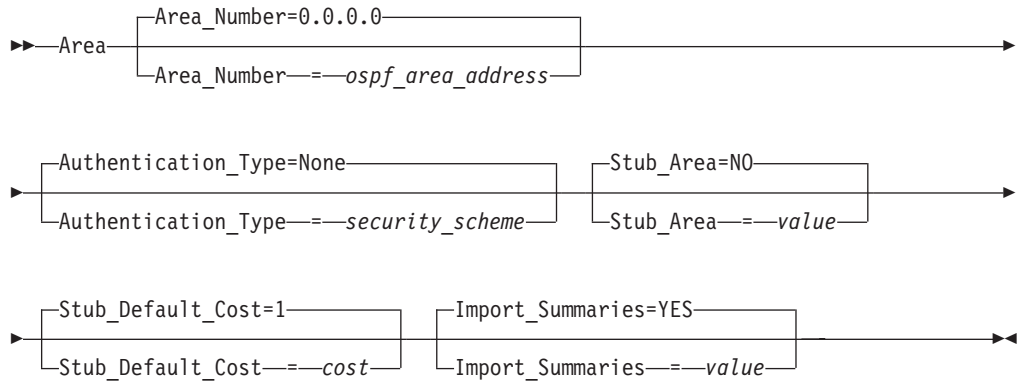 Area_Number=0.0.0.0
Area
Area_Number = ospf_area_address
Authentication_Type=None Stub_Area=NO
Authentication_Type = security_scheme Stub_Area = value
Stub_Default_Cost=1 Import_Summaries=YES
Stub_Default_Cost = cost Import_Summaries = value